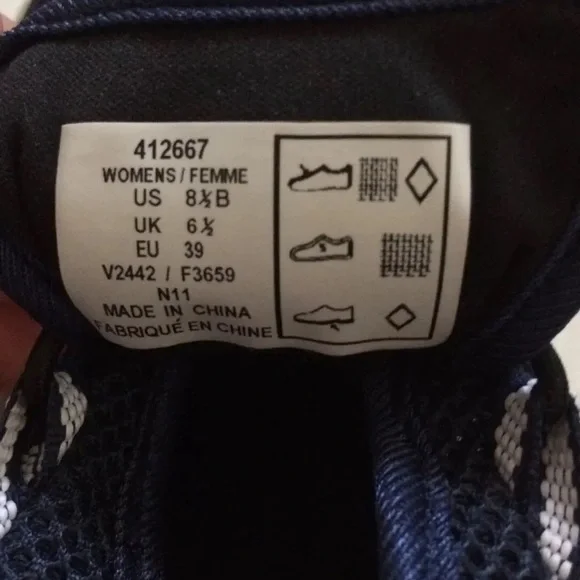 412667
WOMENS / FEMME
US 8½ B
UK 6½
EU 39
V2442 / F3659
N11
MADE IN CHINA
FABRIQUÉ EN CHINE